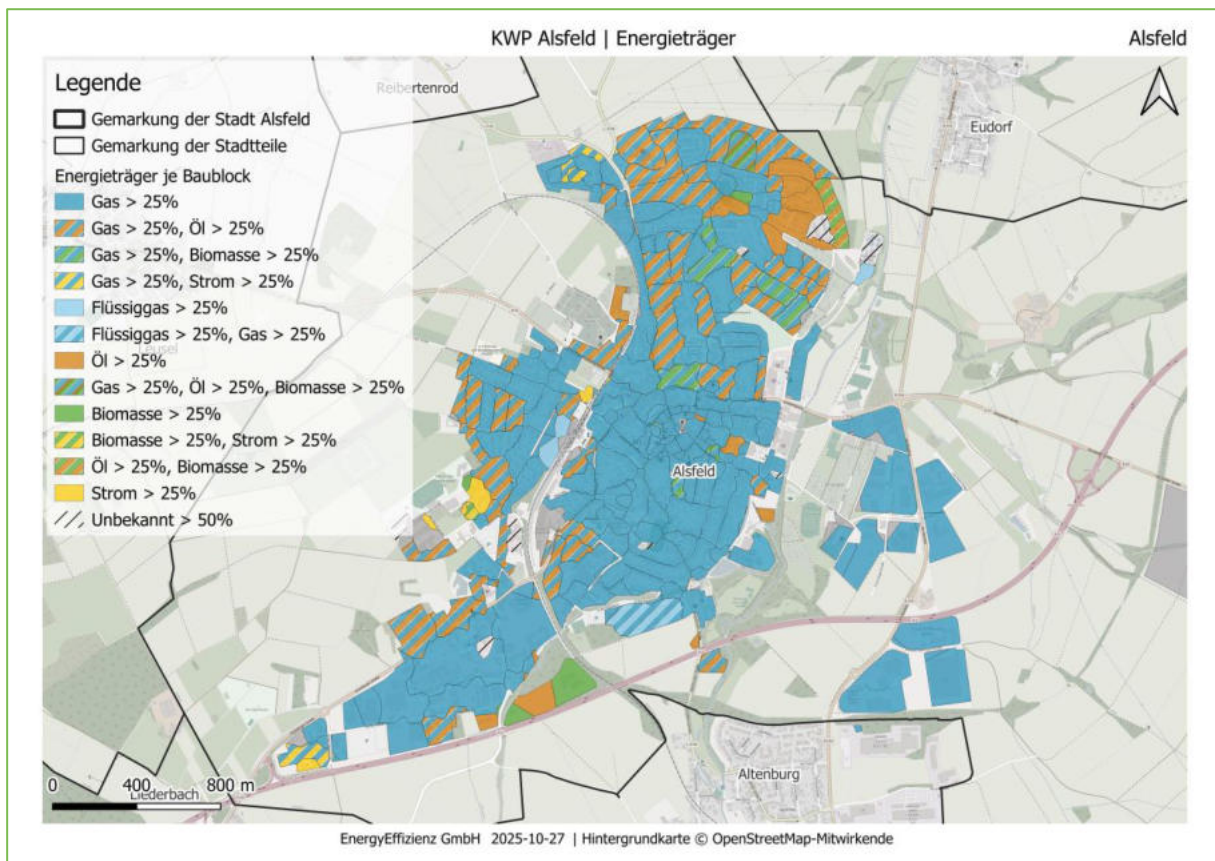 KWP Alsfeld | Energieträger
Alsfeld
Legende
Gemarkung der Stadt Alsfeld
Gemarkung der Stadtteile
Energieträger je Baublock
Gas > 25%
Gas > 25%, Öl > 25%
Gas > 25%, Biomasse > 25%
Gas > 25%, Strom > 25%
Flüssiggas > 25%
Flüssiggas > 25%, Gas > 25%
Öl > 25%
Gas > 25%, Öl > 25%, Biomasse > 25%
Biomasse > 25%
Biomasse > 25%, Strom > 25%
Öl > 25%, Biomasse > 25%
Strom > 25%
Unbekannt > 50%
Reibertenrod
Eudorf
Leusel
Alsfeld
Altenburg
Liederbach
0 400 800 m
EnergyEffizienz GmbH 2025-10-27 | Hintergrundkarte © OpenStreetMap-Mitwirkende